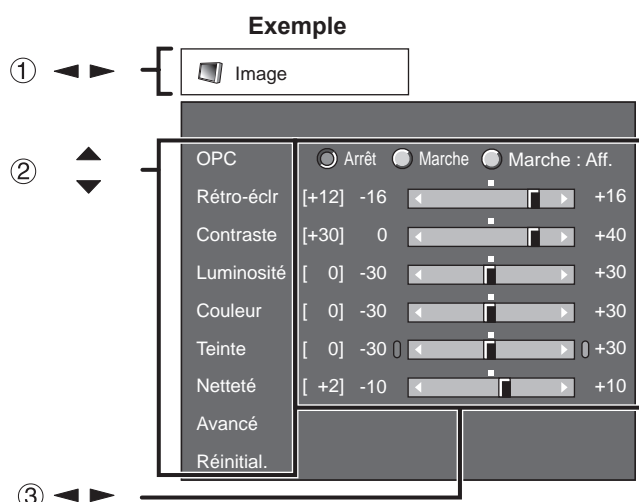 Exemple
① ◄ ► Image
② ▲ ▼
OPC Arrêt Marche Marche : Aff.
Rétro-éclr [+12] -16 +16
Contraste [+30] 0 +40
Luminosité [ 0] -30 +30
Couleur [ 0] -30 +30
Teinte [ 0] -30 +30
Netteté [ +2] -10 +10
Avancé
Réinitial.
③ ◄ ►